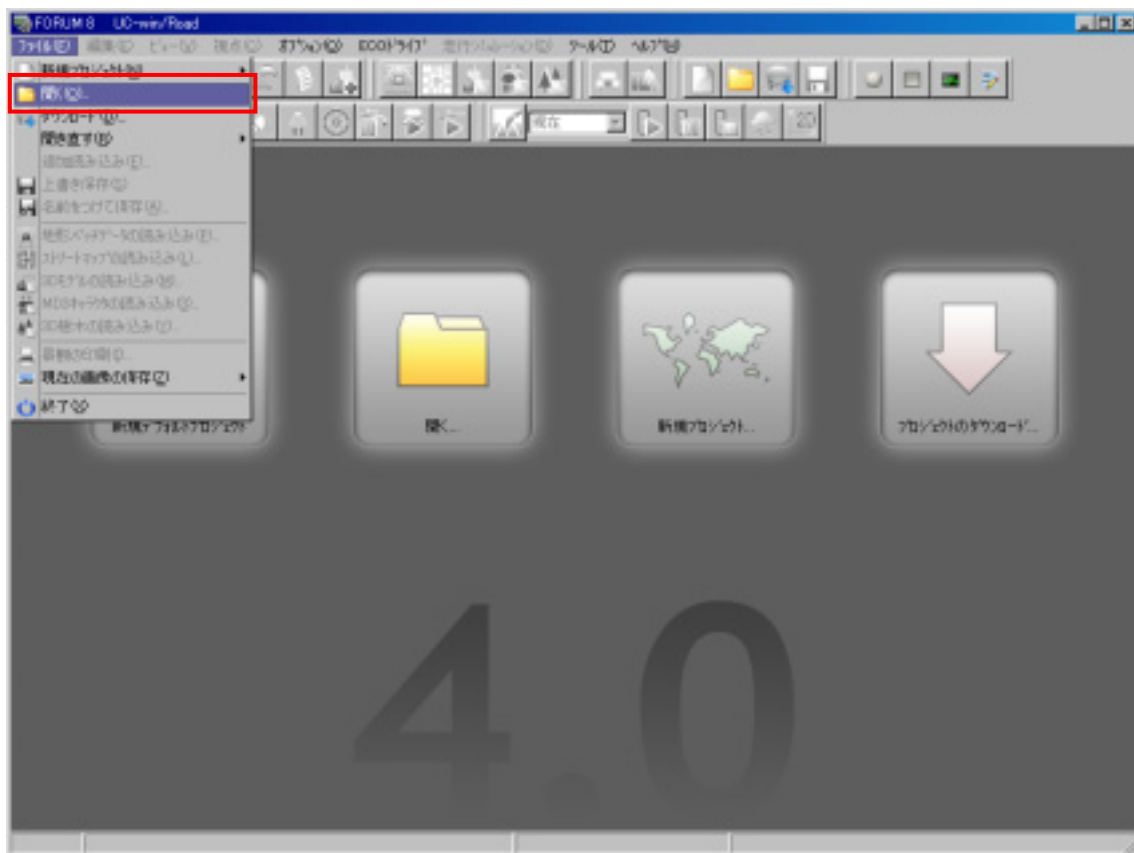 FORUM 8 UC-win/Road
ファイル(F) 編集(E) ビュー(V) 視点(C) オプション(O) ECOドライブ 走行シミュレーション(D) ツール(T) ヘルプ(H)
新規プロジェクト(N)
開く(O)...
ダウンロード(D)...
開き直す(R)
追加読み込み(E)...
上書き保存(S)
名前をつけて保存(A)...
地形パッチデータの読み込み(P)...
ストリートマップの読み込み(L)...
3Dモデルの読み込み(M)...
MD3キャラクタの読み込み(Q)...
3D樹木の読み込み(Y)...
現在の画像の保存(Z)
終了(X)
現在
2D
新規デフォルトプロジェクト
開く...
新規プロジェクト...
プロジェクトのダウンロード...
4.0